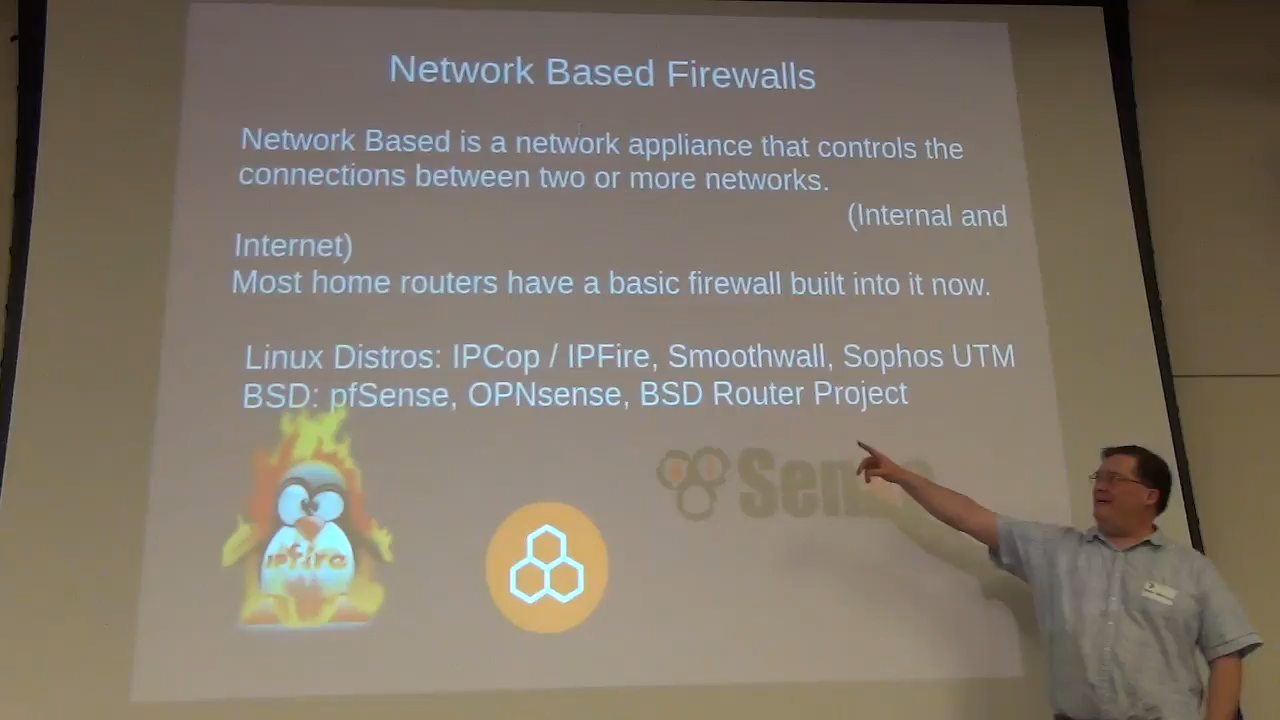 Network Based Firewalls
Network Based is a network appliance that controls the
connections between two or more networks.
(Internal and
Internet)
Most home routers have a basic firewall built into it now.
Linux Distros: IPCop / IPFire, Smoothwall, Sophos UTM
BSD: pfSense, OPNsense, BSD Router Project
ipfire